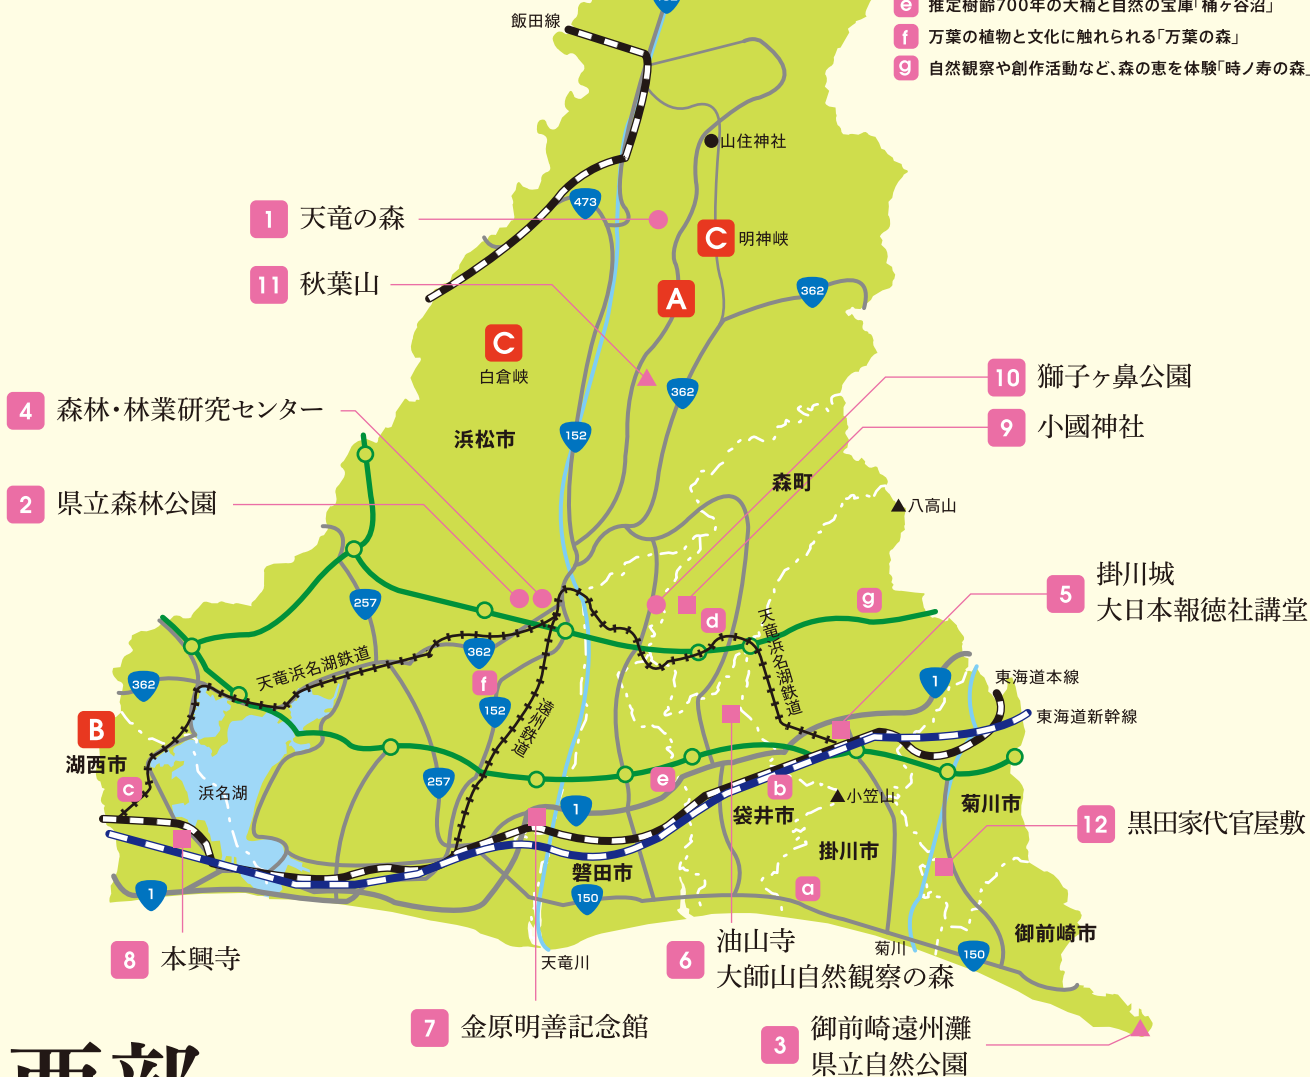 e 推定樹齢700年の大楠と自然の宝庫「桶ヶ谷沼」
f 万葉の植物と文化に触れられる「万葉の森」
g 自然観察や創作活動など、森の恵を体験「時ノ寿の森」
飯田線
山住神社
473
1 天竜の森
C 明神峡
11 秋葉山
A
362
C
白倉峡
10 獅子ヶ鼻公園
362
4 森林・林業研究センター
9 小國神社
152
浜松市
森町
2 県立森林公園
八高山
掛川城
5
大日本報徳社講堂
257
g
d
天竜浜名湖鉄道
天竜浜名湖鉄道
362
362
f
1
東海道本線
152
遠州鉄道
東海道新幹線
B
湖西市
c
浜名湖
257
e
b
小笠山
1
袋井市
菊川市
12 黒田家代官屋敷
掛川市
磐田市
a
1
150
御前崎市
8 本興寺
天竜川
6
油山寺
大師山自然観察の森
菊川
150
7 金原明善記念館
3
御前崎遠州灘
県立自然公園
西部